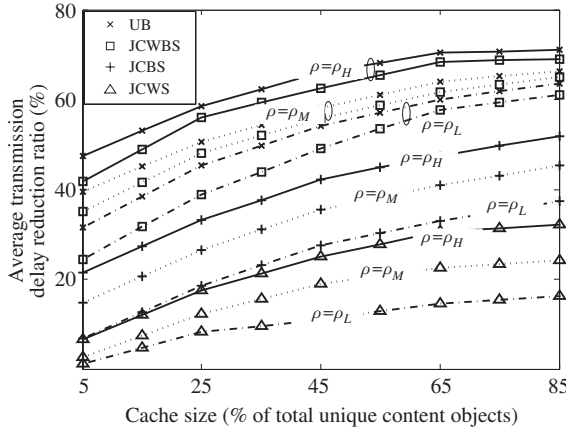 80
60
40
20
5
25
45
65
85
Average transmission
delay reduction ratio (%)
Cache size (% of total unique content objects)
UB
JCWBS
JCBS
JCWS
ρ=ρH
ρ=ρM
ρ=ρL
ρ=ρH
ρ=ρL
ρ=ρH
ρ=ρM
ρ=ρL